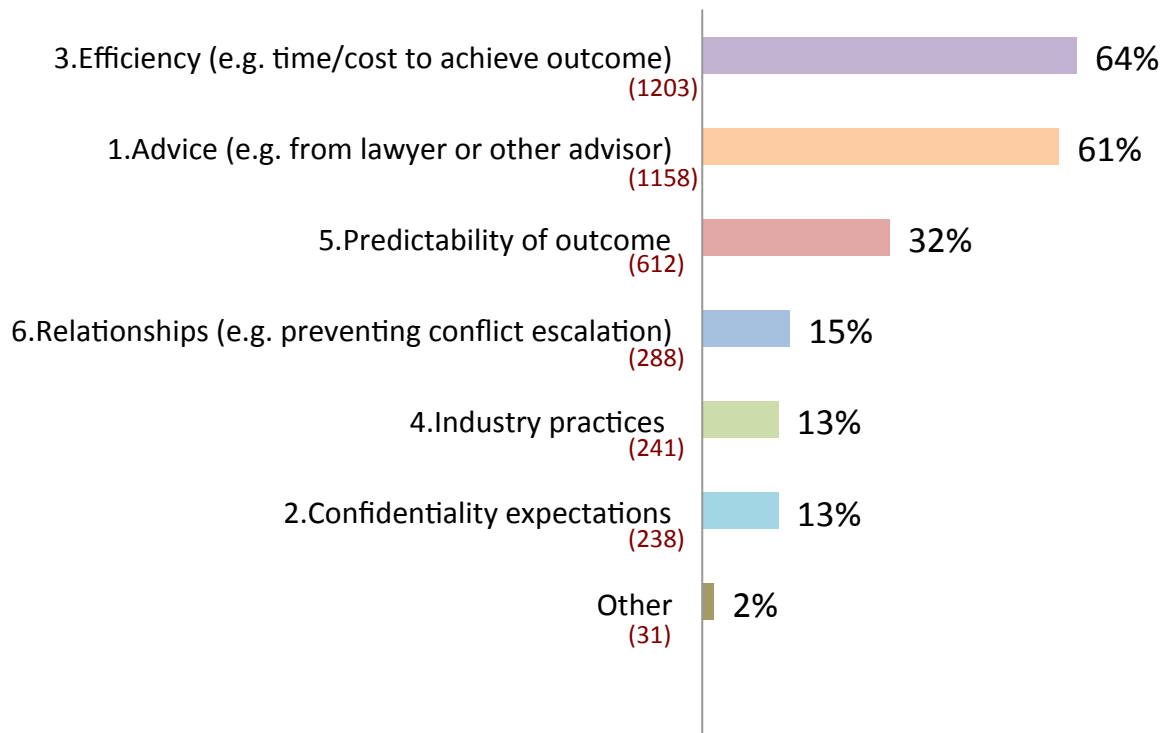 3.Efficiency (e.g. time/cost to achieve outcome) 64%
(1203)
1.Advice (e.g. from lawyer or other advisor) 61%
(1158)
5.Predictability of outcome 32%
(612)
6.Relationships (e.g. preventing conflict escalation) 15%
(288)
4.Industry practices 13%
(241)
2.Confidentiality expectations 13%
(238)
Other 2%
(31)